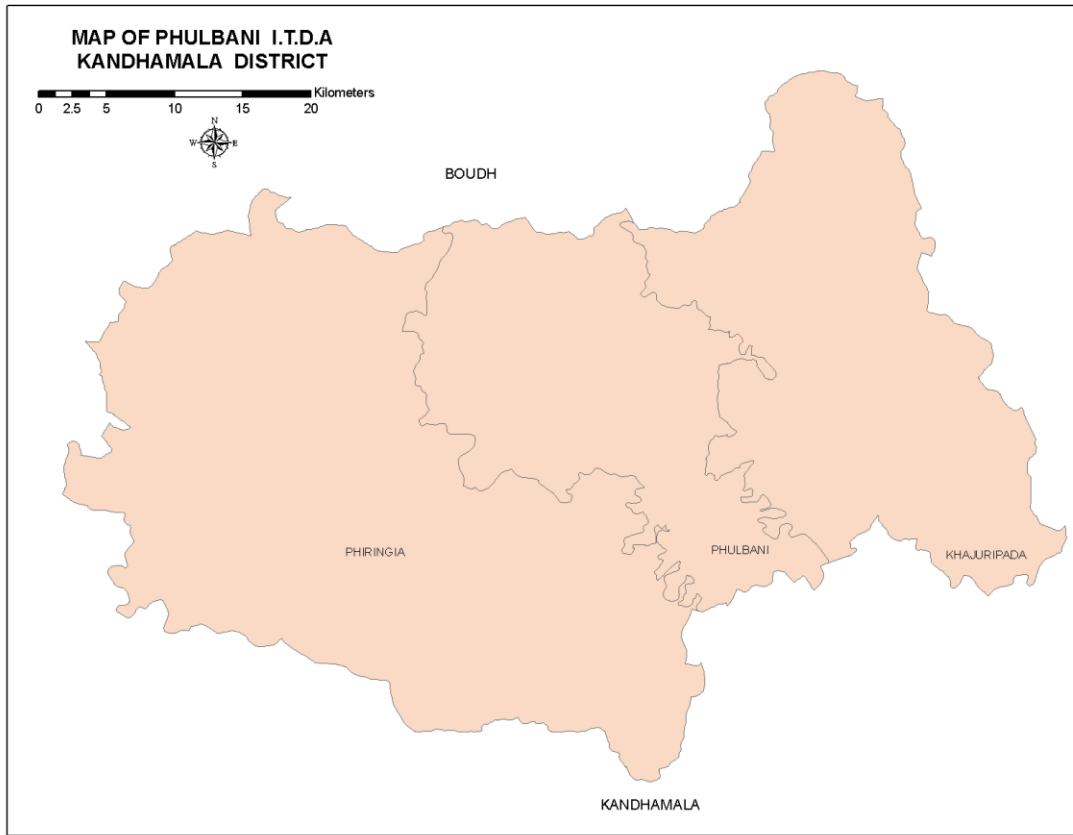 MAP OF PHULBANI I.T.D.A
KANDHAMALA DISTRICT
Kilometers
0 2.5 5 10 15 20
N
W E
S
BOUDH
PHIRINGIA
PHULBANI
KHAJURIPADA
KANDHAMALA